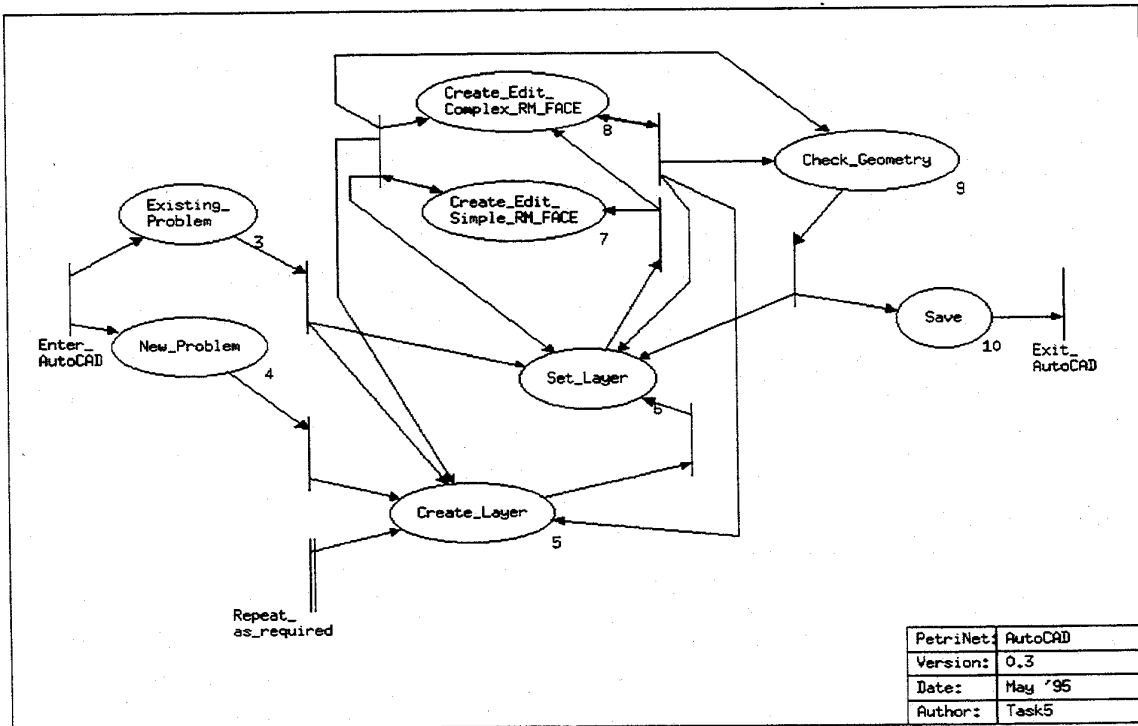 Create_Edit_
Complex_RM_FACE
8
Check_Geometry
9
Existing_
Problem
3
Create_Edit_
Simple_RM_FACE
7
Enter_
AutoCAD
New_Problem
4
Save
10
Exit_
AutoCAD
Set_Layer
6
Create_Layer
5
Repeat_
as_required
PetriNet: AutoCAD
Version: 0.3
Date: May '95
Author: Task5